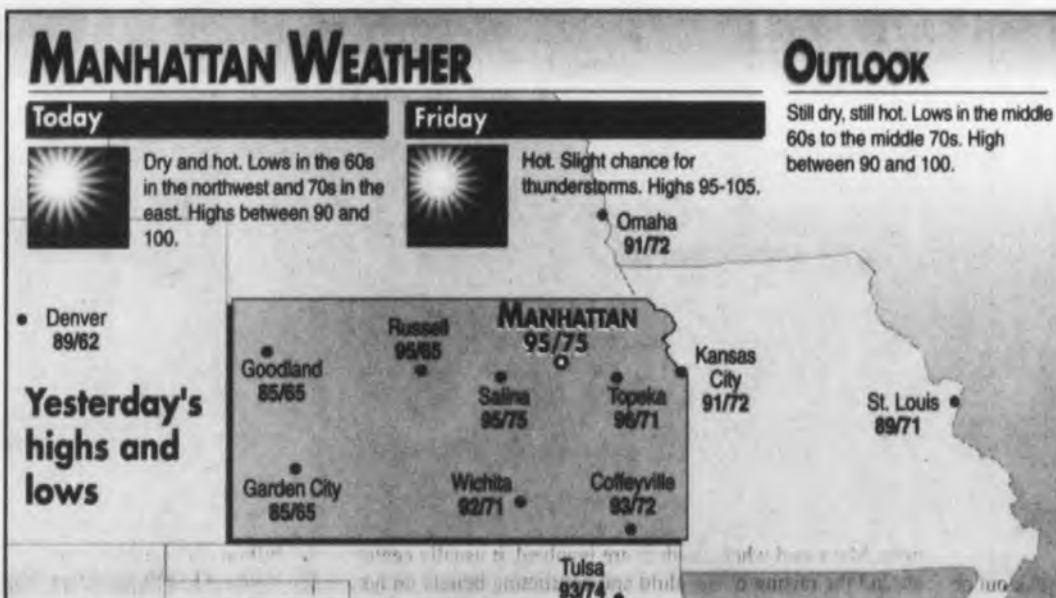 MANHATTAN WEATHER
Today
Dry and hot. Lows in the 60s
in the northwest and 70s in the
east. Highs between 90 and
100.
Friday
Hot. Slight chance for
thunderstorms. Highs 95-105.
OUTLOOK
Still dry, still hot. Lows in the middle
60s to the middle 70s. High
between 90 and 100.
Omaha
91/72
Denver
89/62
Yesterday's
highs and
lows
Goodland
85/65
Russell
95/65
MANHATTAN
95/75
Salina
95/75
Topeka
96/71
Kansas
City
91/72
St. Louis
89/71
Garden City
85/65
Wichita
92/71
Coffeyville
93/72
Tulsa
93/74